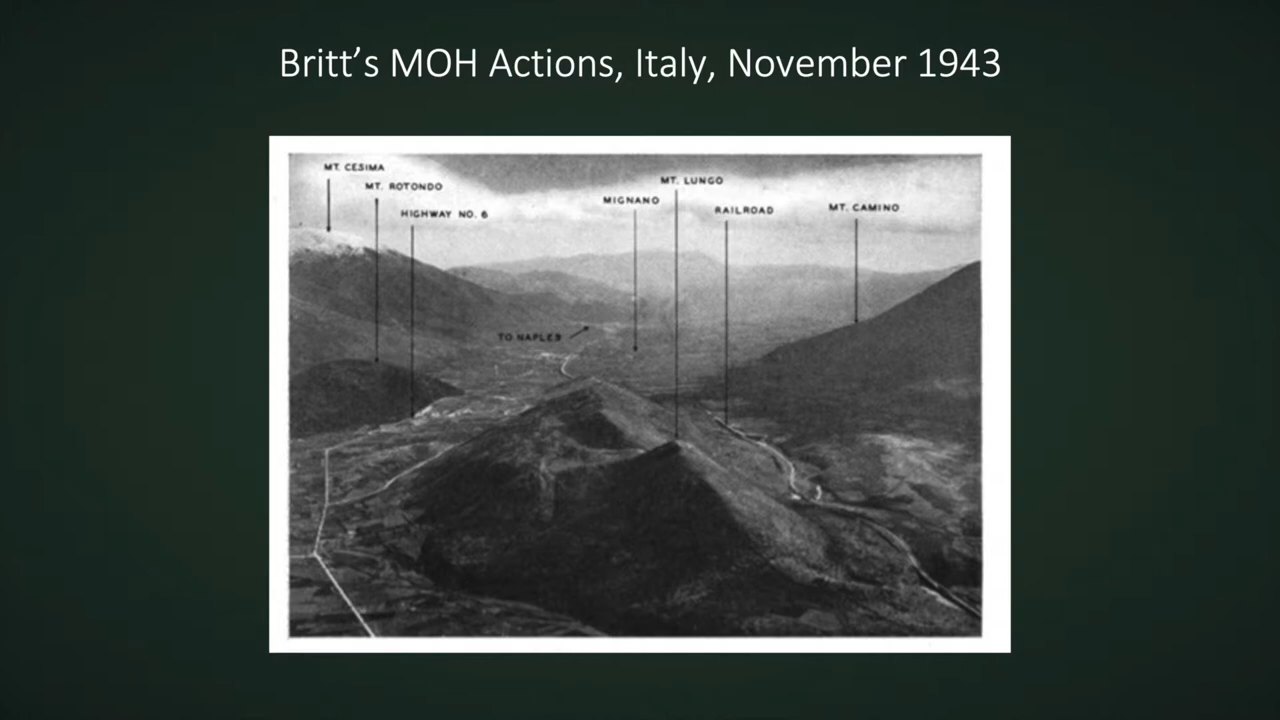 Britt’s MOH Actions, Italy, November 1943
MT. CESIMA
MT. ROTONDO
HIGHWAY NO. 6
MIGNANO
MT. LUNGO
RAILROAD
MT. CAMINO
TO NAPLES